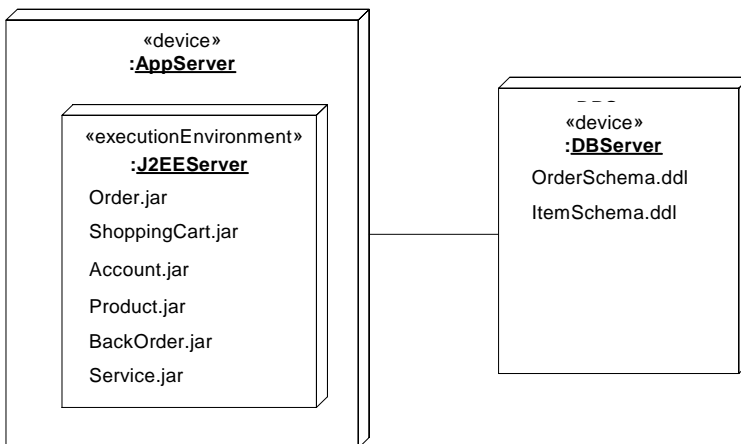 «device»
:AppServer
«executionEnvironment»
:J2EEServer
Order.jar
ShoppingCart.jar
Account.jar
Product.jar
BackOrder.jar
Service.jar
«device»
:DBServer
OrderSchema.ddl
ItemSchema.ddl